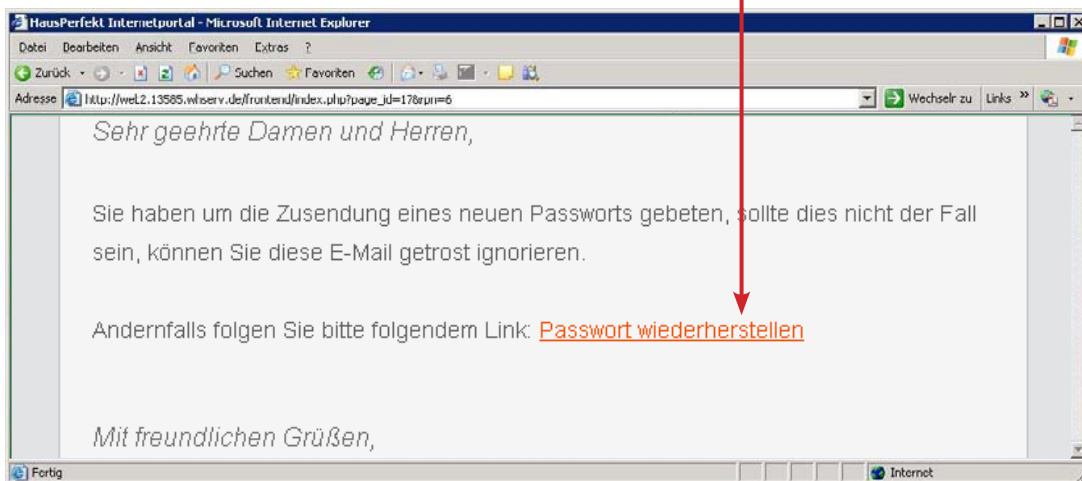 HausPerfekt Internetportal - Microsoft Internet Explorer
Datei Bearbeiten Ansicht Favoriten Extras ?
Zurück Suchen Favoriten
Adresse http://wel2.13585.whserv.de/frontend/index.php?page_id=17&rpn=6 Wechseln zu Links »
Sehr geehrte Damen und Herren,
Sie haben um die Zusendung eines neuen Passworts gebeten, sollte dies nicht der Fall
sein, können Sie diese E-Mail getrost ignorieren.
Andernfalls folgen Sie bitte folgendem Link: Passwort wiederherstellen
Mit freundlichen Grüßen,
Fertig Internet